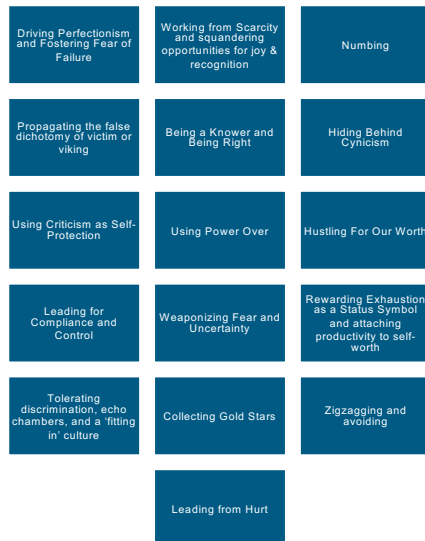 Driving Perfectionism
and Fostering Fear of
Failure
Working from Scarcity
and squandering
opportunities for joy &
recognition
Numbing
Propagating the false
dichotomy of victim or
viking
Being a Knower and
Being Right
Hiding Behind
Cynicism
Using Criticism as Self-
Protection
Using Power Over
Hustling For Our Worth
Leading for
Compliance and
Control
Weaponizing Fear and
Uncertainty
Rewarding Exhaustion
as a Status Symbol
and attaching
productivity to self-
worth
Tolerating
discrimination, echo
chambers, and a ‘fitting
in’ culture
Collecting Gold Stars
Zigzagging and
avoiding
Leading from Hurt